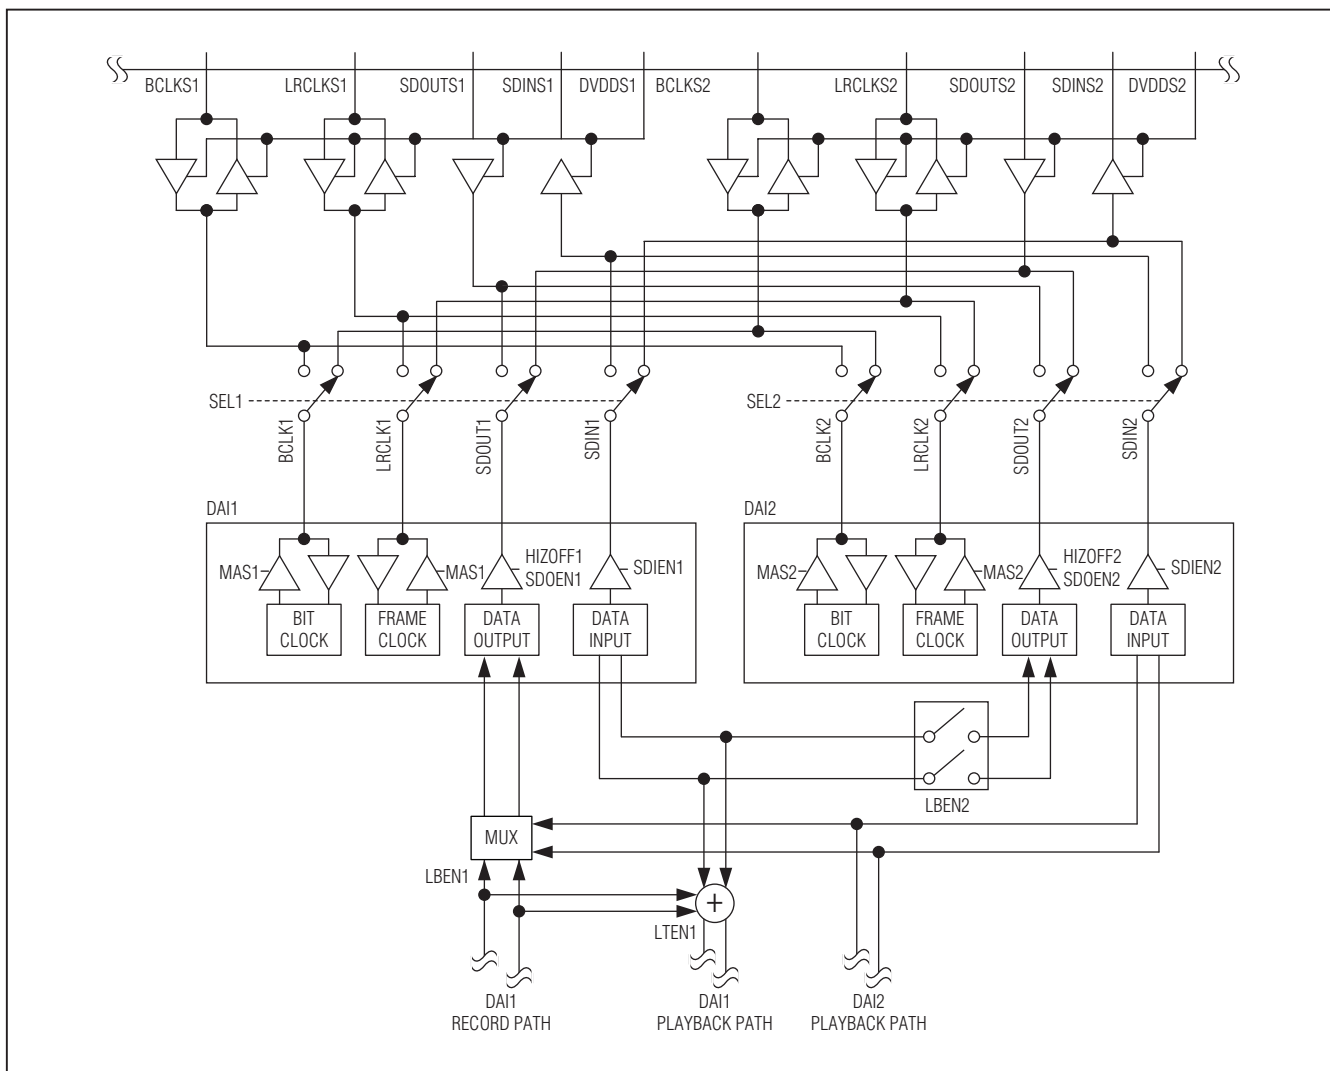 BCLKS1 LRCLKS1 SDOUTS1 SDINS1 DVDDS1 BCLKS2 LRCLKS2 SDOUTS2 SDINS2 DVDDS2
SEL1
SEL2
BCLK1
LRCLK1
SDOUT1
SDIN1
BCLK2
LRCLK2
SDOUT2
SDIN2
DAI1
MAS1
MAS1
HIZOFF1
SDOEN1
SDIEN1
BIT
CLOCK
FRAME
CLOCK
DATA
OUTPUT
DATA
INPUT
DAI2
MAS2
MAS2
HIZOFF2
SDOEN2
SDIEN2
BIT
CLOCK
FRAME
CLOCK
DATA
OUTPUT
DATA
INPUT
LBEN2
MUX
LBEN1
+
LTEN1
DAI1
RECORD PATH
DAI1
PLAYBACK PATH
DAI2
PLAYBACK PATH